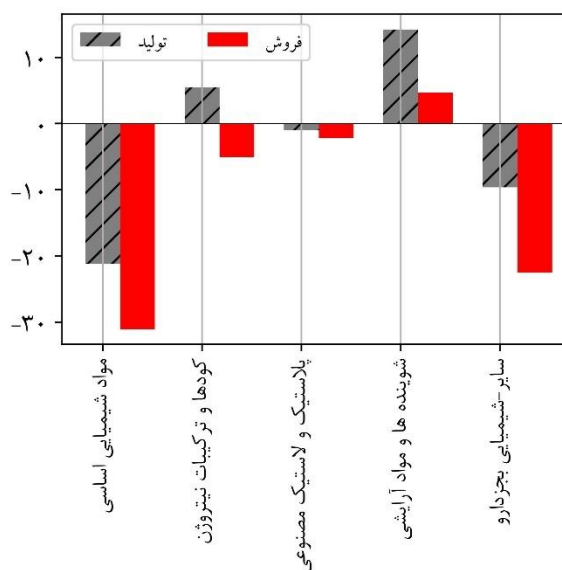 تولید
فروش
۱۰
۰
-۱۰
-۲۰
-۳۰
مواد شیمیایی اساسی
کودها و ترکیبات نیتروژن
پلاستیک و لاستیک مصنوعی
شوینده ها و مواد آرایشی
سایر-شیمیایی بجزدارو